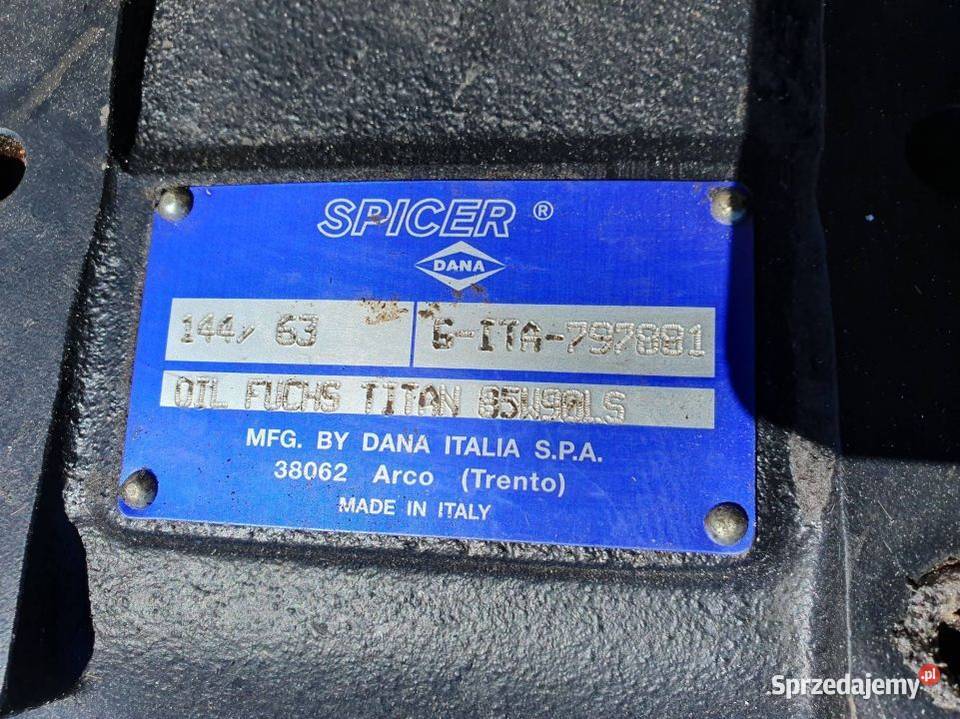 SPICER ®
DANA
144/ 63 G-ITA-797881
OIL FUCHS TITAN 85W90LS
MFG. BY DANA ITALIA S.P.A.
38062 Arco (Trento)
MADE IN ITALY
Sprzedajemy.pl